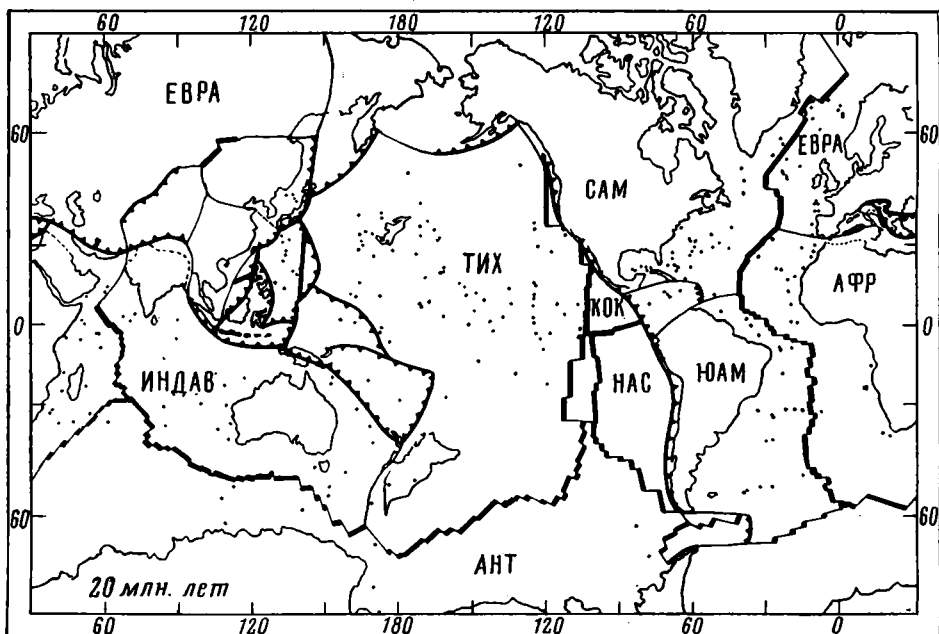 60 120 180 120 60 0
ЕВРА
60 60
ЕВРА
САМ
ТИХ
АФР
КОК
0 0
ИНДАВ НАС ЮАМ
60 60
АНТ
20 млн. лет
60 120 180 120 60 0